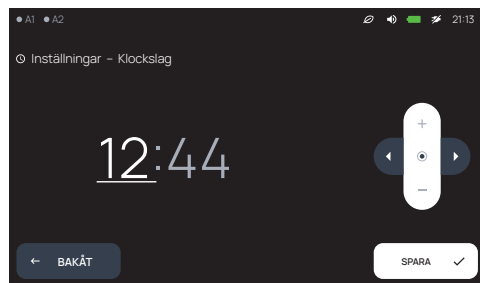 A1 A2 21:13
Inställningar – Klockslag
12:44
← BAKÅT SPARA